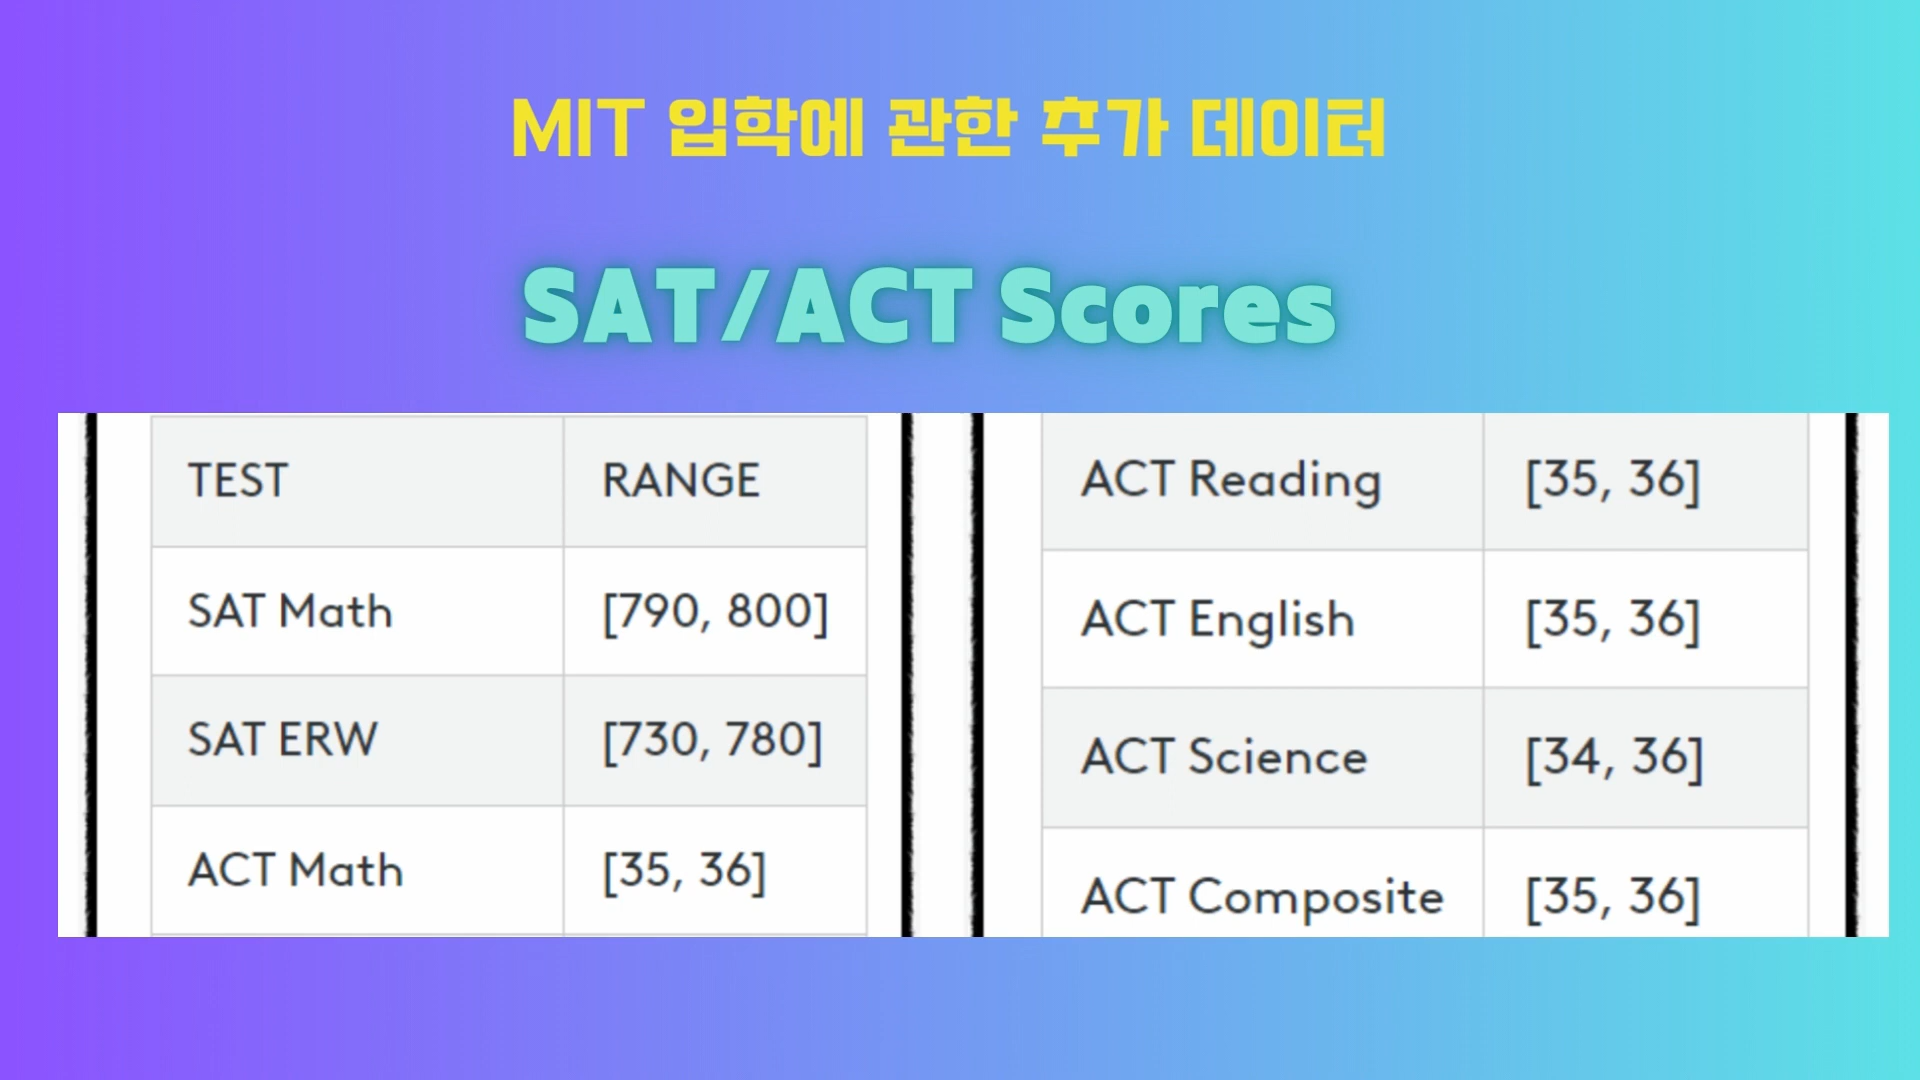 MIT 입학에 관한 추가 데이터
SAT/ACT Scores
TEST RANGE
SAT Math [790, 800]
SAT ERW [730, 780]
ACT Math [35, 36]
ACT Reading [35, 36]
ACT English [35, 36]
ACT Science [34, 36]
ACT Composite [35, 36]